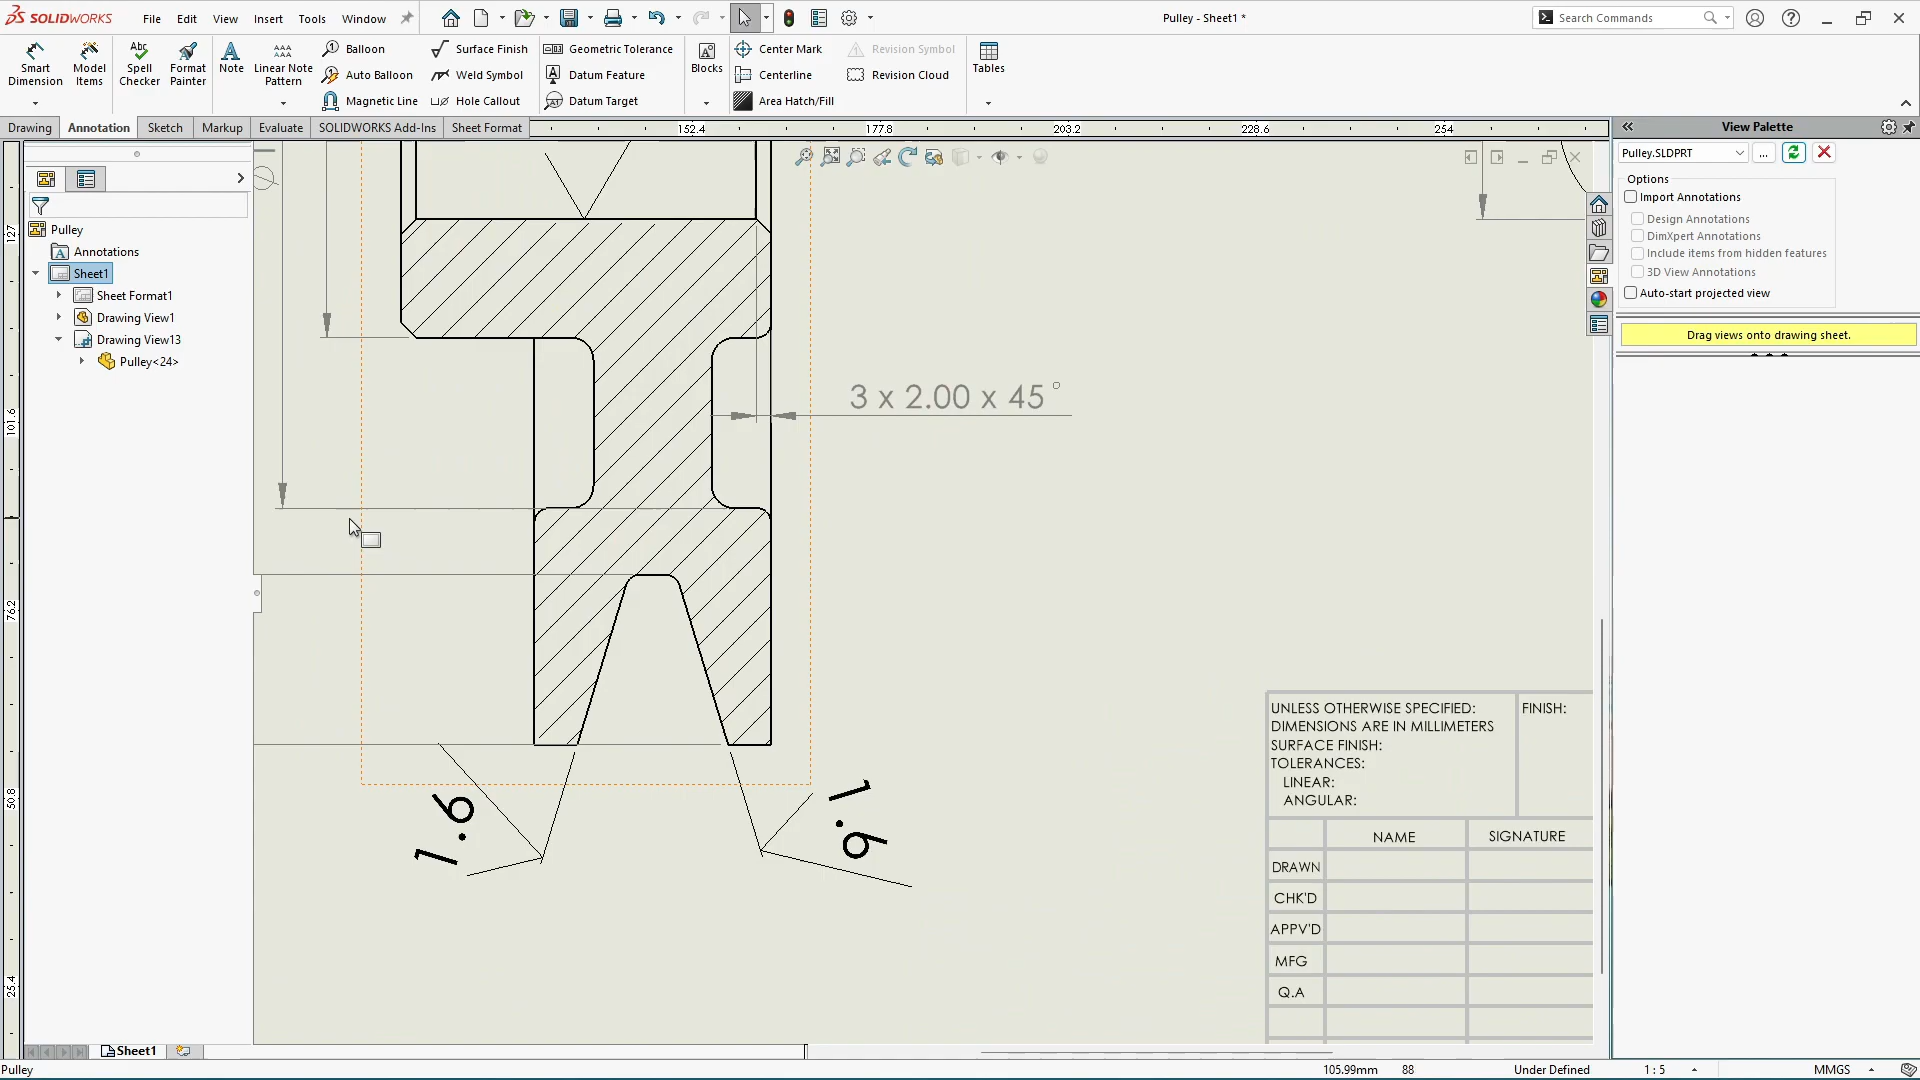 SOLIDWORKS File Edit View Insert Tools Window
Pulley - Sheet1 *
Search Commands
Smart Dimension
Model Items
Spell Checker
Format Painter
Note
Linear Note Pattern
Balloon
Auto Balloon
Magnetic Line
Surface Finish
Weld Symbol
Hole Callout
Geometric Tolerance
Datum Feature
Datum Target
Blocks
Center Mark
Centerline
Area Hatch/Fill
Revision Symbol
Revision Cloud
Tables
Drawing Annotation Sketch Markup Evaluate SOLIDWORKS Add-Ins Sheet Format
152.4 177.8 203.2 228.6 254
127
101.6
76.2
50.8
25.4
Pulley
Annotations
Sheet1
Sheet Format1
Drawing View1
Drawing View13
Pulley<24>
3 x 2.00 x 45°
1.6
1.6
UNLESS OTHERWISE SPECIFIED:
DIMENSIONS ARE IN MILLIMETERS
SURFACE FINISH:
TOLERANCES:
LINEAR:
ANGULAR:
FINISH:
NAME SIGNATURE
DRAWN
CHK'D
APPV'D
MFG
Q.A
View Palette
Pulley.SLDPRT
...
Options
Import Annotations
Design Annotations
DimXpert Annotations
Include items from hidden features
3D View Annotations
Auto-start projected view
Drag views onto drawing sheet.
Sheet1
Pulley
105.99mm 88 Under Defined 1 : 5 MMGS